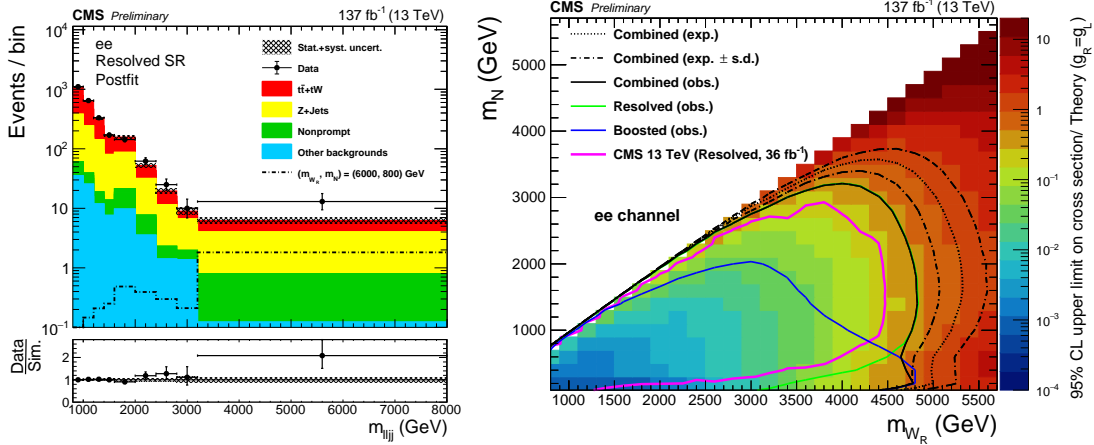 CMS Preliminary 137 fb⁻¹ (13 TeV)
Events / bin
10⁴
10³
10²
10
1
10⁻¹
ee
Resolved SR
Postfit
Stat.+syst. uncert.
Data
tt̄+tW
Z+Jets
Nonprompt
Other backgrounds
(m_{W_R}, m_N) = (6000, 800) GeV
Data
Sim.
2
1
0
1000 2000 3000 4000 5000 6000 7000 8000
m_{lljj} (GeV)
CMS Preliminary 137 fb⁻¹ (13 TeV)
m_N (GeV)
5000
4000
3000
2000
1000
Combined (exp.)
Combined (exp. ± s.d.)
Combined (obs.)
Resolved (obs.)
Boosted (obs.)
CMS 13 TeV (Resolved, 36 fb⁻¹)
ee channel
1000 1500 2000 2500 3000 3500 4000 4500 5000 5500
m_{W_R} (GeV)
10
1
10⁻¹
10⁻²
10⁻³
10⁻⁴
95% CL upper limit on cross section/ Theory (g_R=g_L)